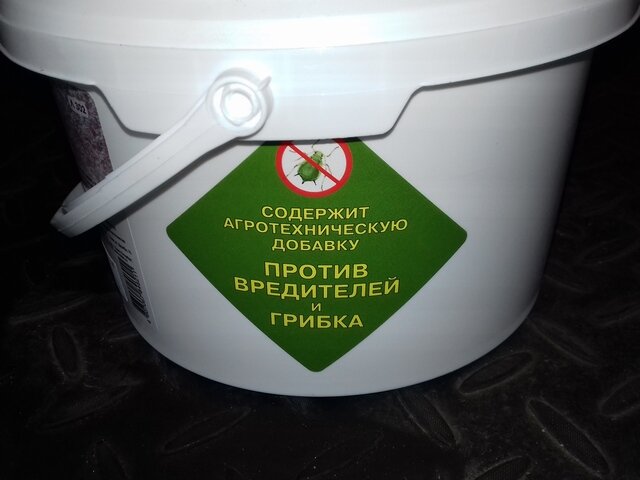 СОДЕРЖИТ
АГРОТЕХНИЧЕСКУЮ
ДОБАВКУ
ПРОТИВ
ВРЕДИТЕЛЕЙ
и
ГРИБКА